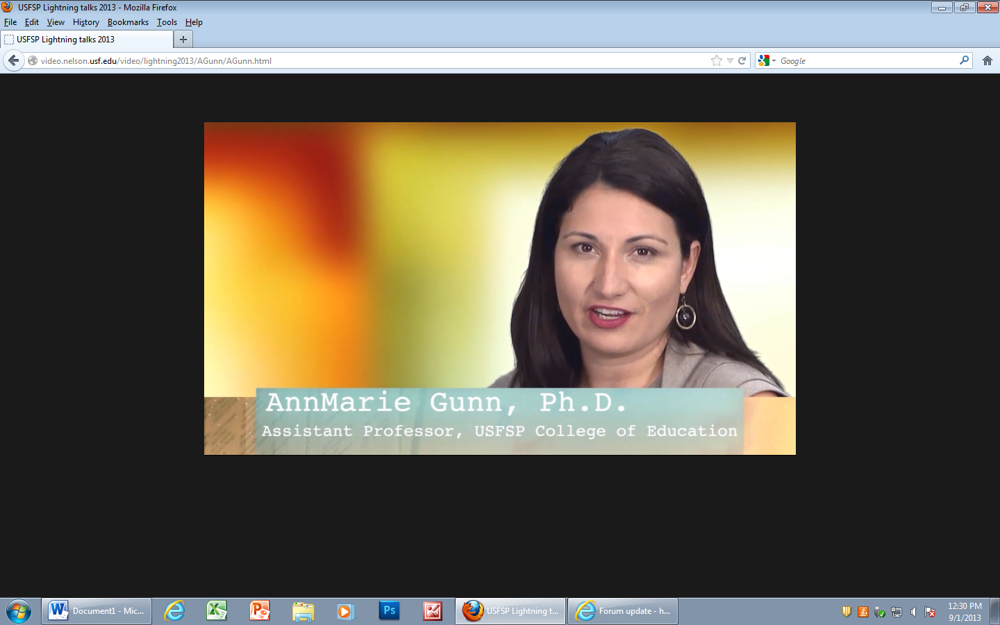 USFSP Lightning talks 2013 - Mozilla Firefox
File Edit View History Bookmarks Tools Help
USFSP Lightning talks 2013
video.nelson.usf.edu/video/lightning2013/AGunn/AGunn.html
Google
AnnMarie Gunn, Ph.D.
Assistant Professor, USFSP College of Education
Document1 - Mic...
Ps
USFSP Lightning t...
Forum update - h...
12:30 PM
9/1/2013